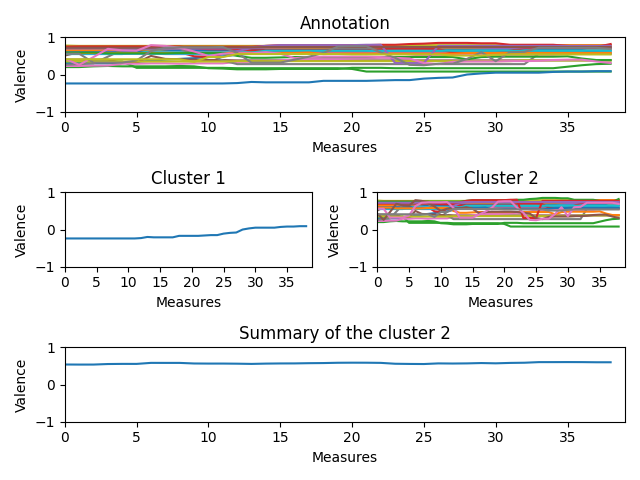 Annotation
Valence
1
0
−1
0 5 10 15 20 25 30 35
Measures
Cluster 1 Cluster 2
Valence Valence
1 1
0 0
−1 −1
0 5 10 15 20 25 30 35 0 5 10 15 20 25 30 35
Measures Measures
Summary of the cluster 2
Valence
1
0
−1
0 5 10 15 20 25 30 35
Measures